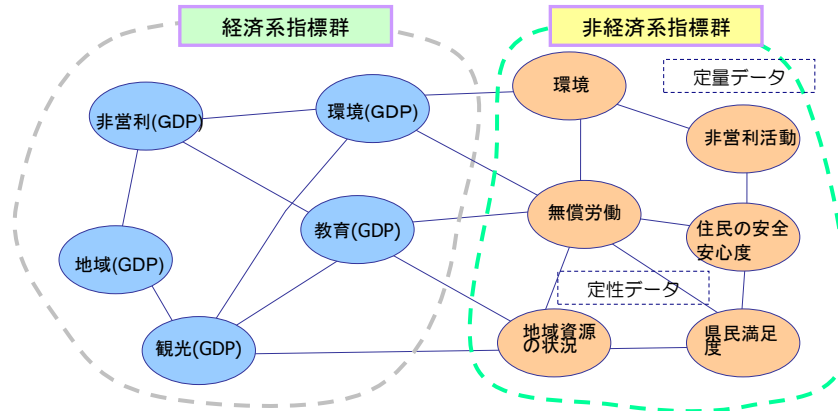 経済系指標群
非経済系指標群
環境
定量データ
非営利(GDP)
環境(GDP)
非営利活動
無償労働
教育(GDP)
住民の安全
安心度
地域(GDP)
定性データ
地域資源
の状況
県民満足
度
観光(GDP)